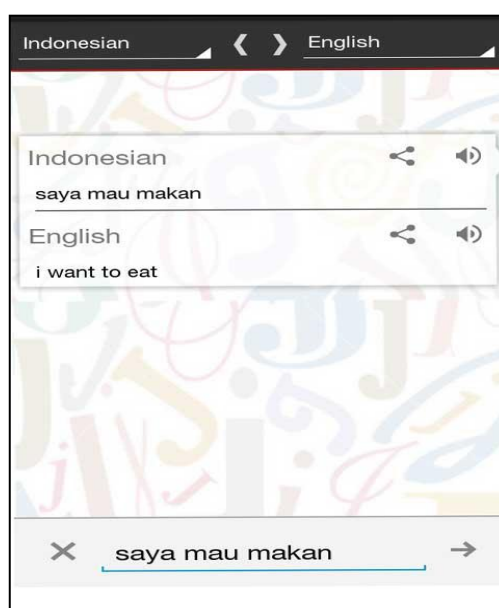 Indonesian English
Indonesian
saya mau makan
English
i want to eat
saya mau makan